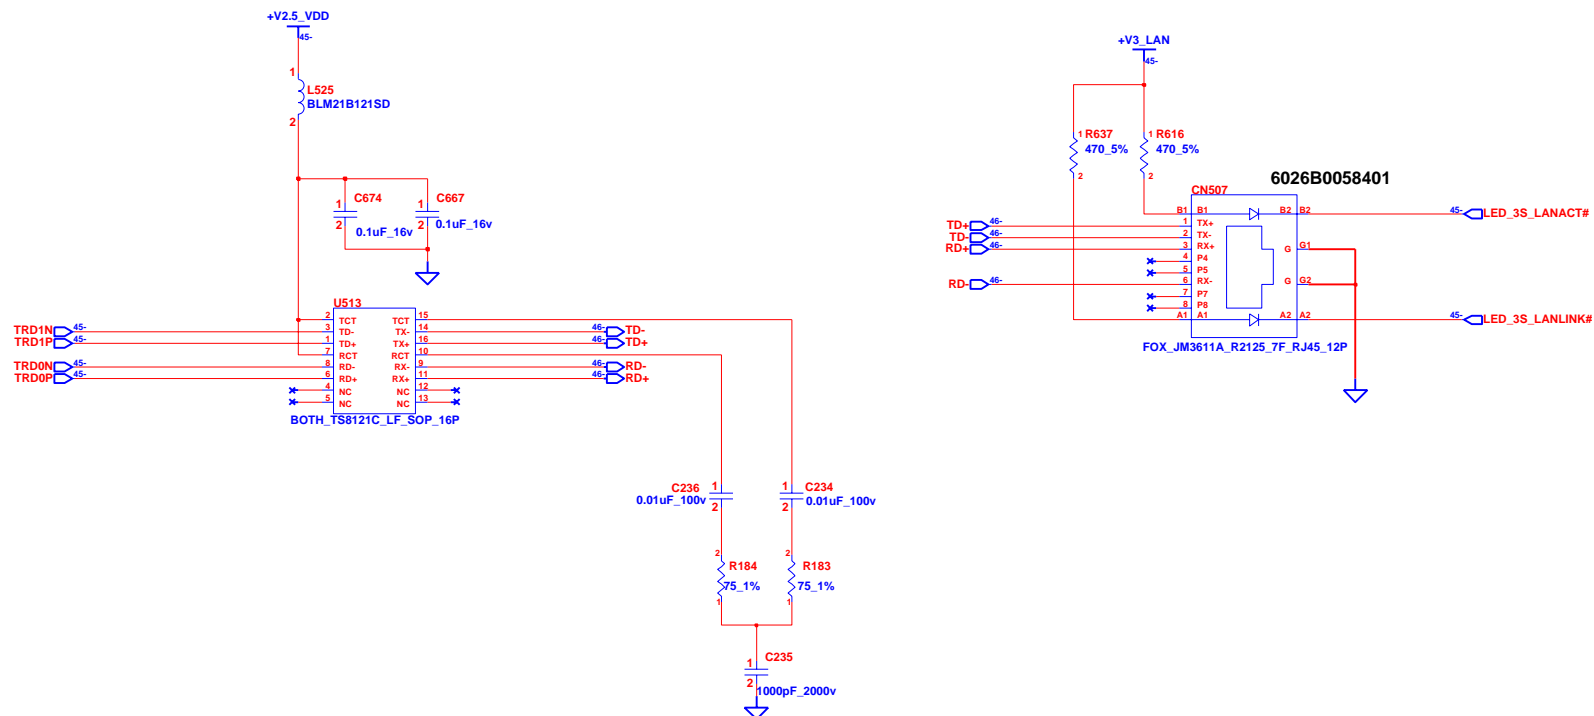 +V2.5_VDD
45-
1
L525
BLM21B121SD
2
C674
1
2
0.1uF_16v
C667
1
2
0.1uF_16v
U513
2 TCT TCT 15
TRD1N 45- 3 TD- TX- 14 46- TD-
TRD1P 45- 1 TD+ TX+ 16 46- TD+
7 RCT RCT 10
TRD0N 45- 8 RD- RX- 9 46- RD-
TRD0P 45- 6 RD+ RX+ 11 46- RD+
4 NC NC 12
5 NC NC 13
BOTH_TS8121C_LF_SOP_16P
C236
1
0.01uF_100v
2
1
C234
0.01uF_100v
2
2
R184
75_1%
1
2
R183
75_1%
1
C235
1
2
1000pF_2000v
+V3_LAN
45-
1 R637
470_5%
2
1 R616
470_5%
2
6026B0058401
CN507
B1 B1 B2 B2 45- LED_3S_LANACT#
TD+ 46- 1 TX+
TD- 46- 2 TX-
RD+ 46- 3 RX+ G G1
4 P4
5 P5
RD- 46- 6 RX- G G2
7 P7
8 P8
A1 A1 A2 A2 45- LED_3S_LANLINK#
FOX_JM3611A_R2125_7F_RJ45_12P